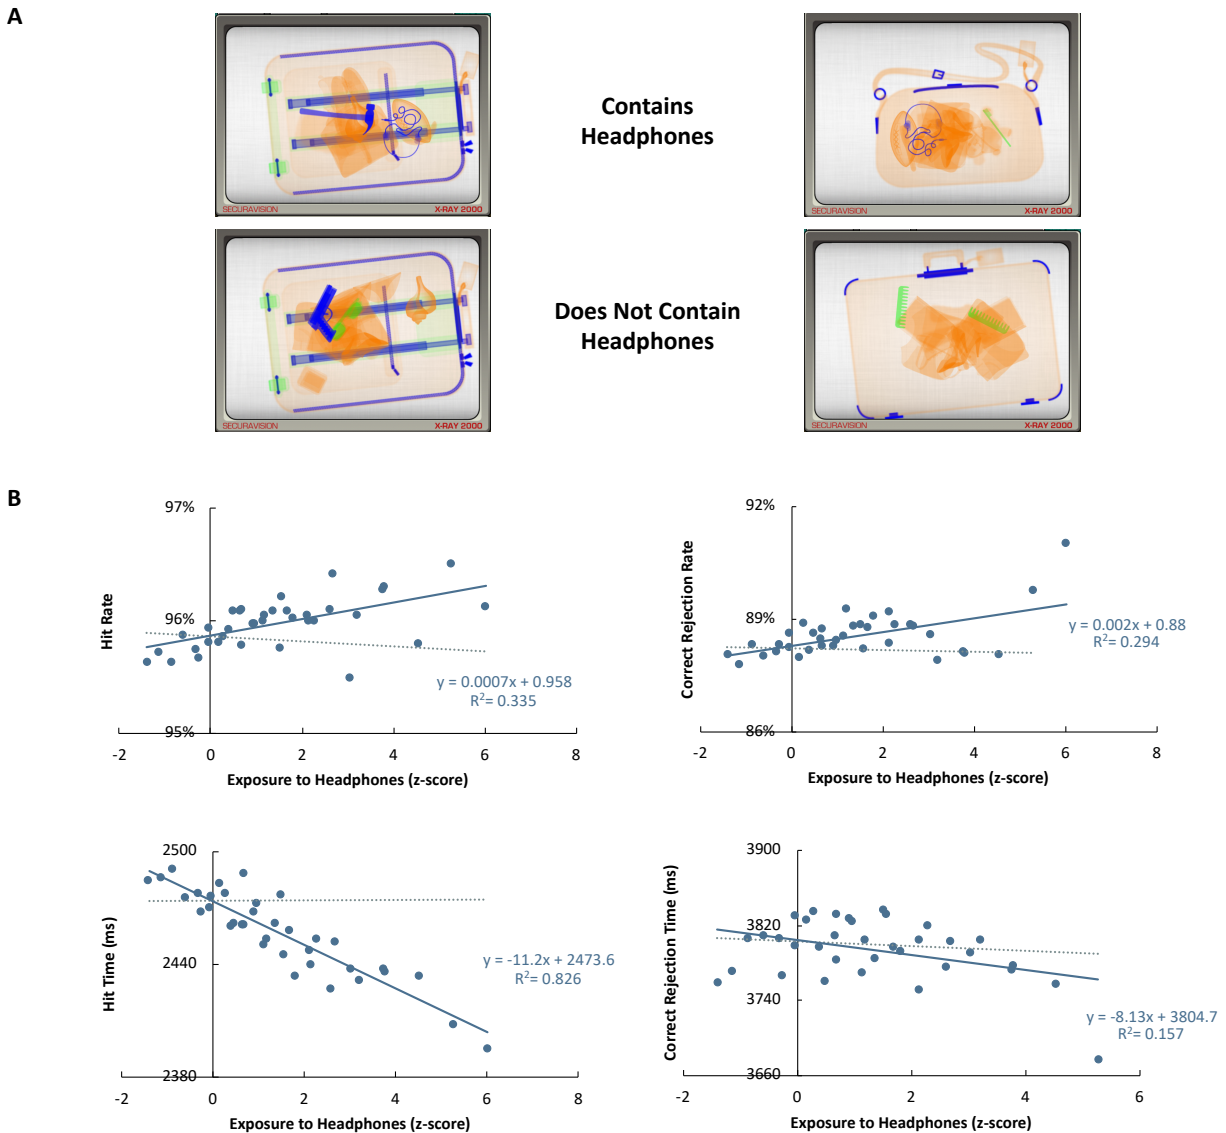 A
Contains
Headphones
SECURAVISION X-RAY 2000
SECURAVISION X-RAY 2000
Does Not Contain
Headphones
SECURAVISION X-RAY 2000
SECURAVISION X-RAY 2000
B
97%
96%
95%
Hit Rate
y = 0.0007x + 0.958
R²= 0.335
-2 0 2 4 6 8
Exposure to Headphones (z-score)
92%
89%
86%
Correct Rejection Rate
y = 0.002x + 0.88
R²= 0.294
-2 0 2 4 6 8
Exposure to Headphones (z-score)
2500
2440
2380
Hit Time (ms)
y = -11.2x + 2473.6
R²= 0.826
-2 0 2 4 6 8
Exposure to Headphones (z-score)
3900
3820
3740
3660
Correct Rejection Time (ms)
y = -8.13x + 3804.7
R²= 0.157
-2 0 2 4 6
Exposure to Headphones (z-score)